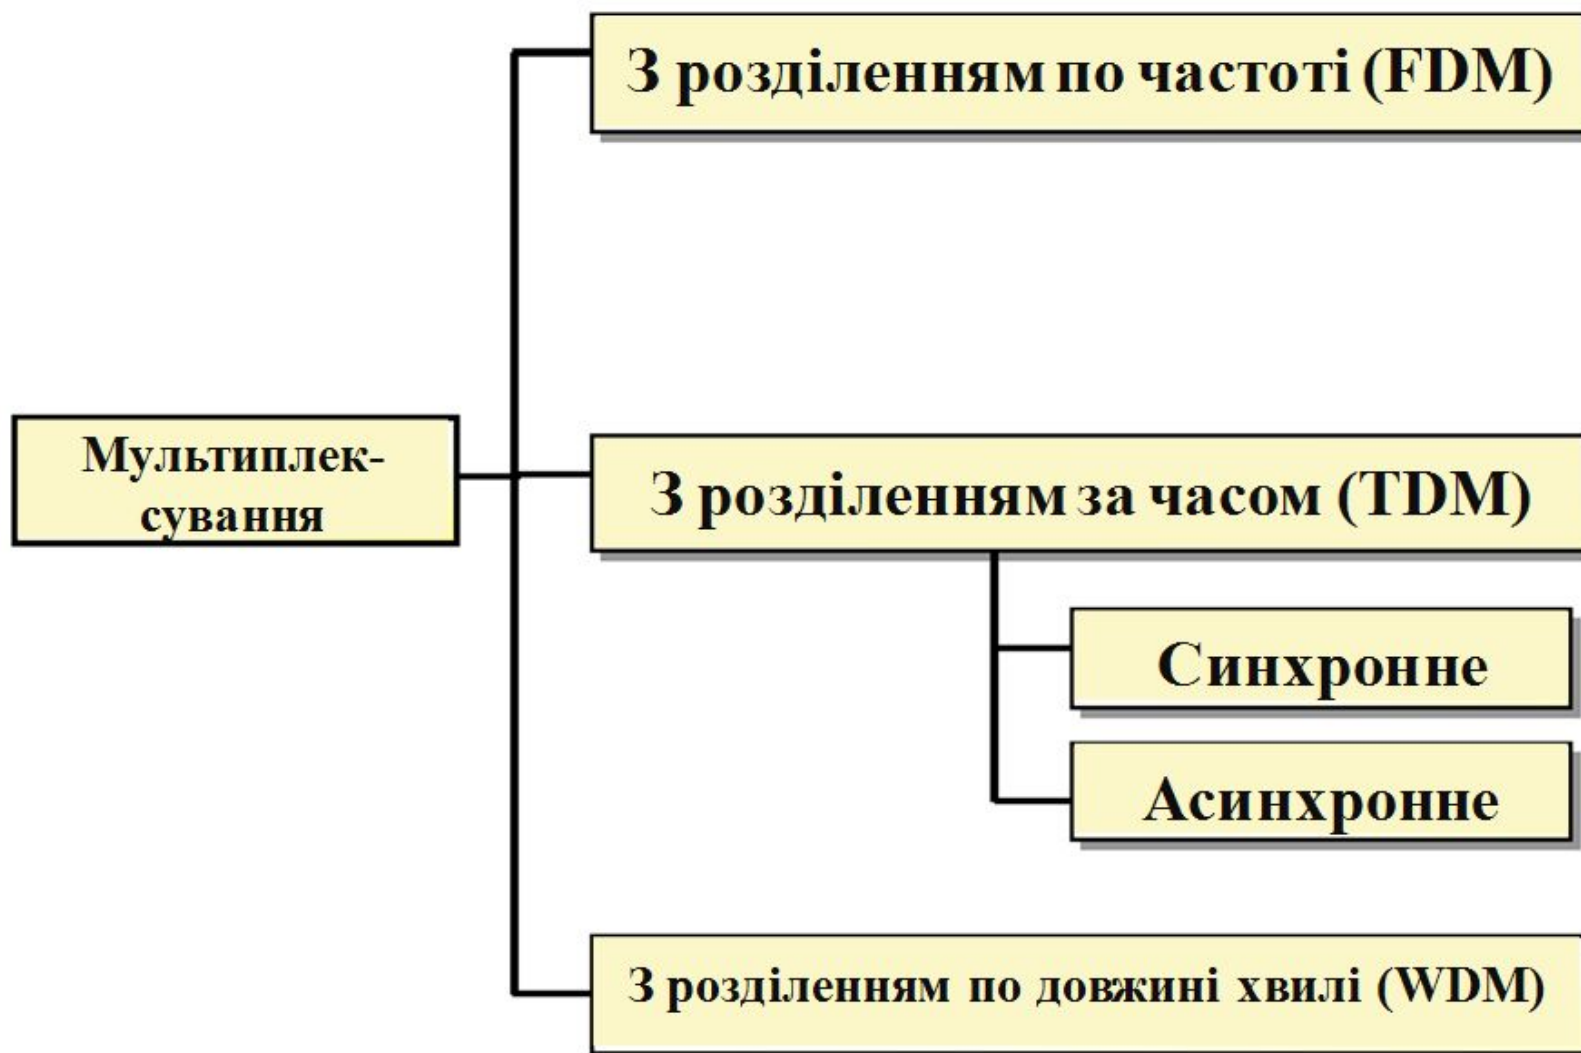 З розділенням по частоті (FDM)
Мультиплек-
сування
З розділенням за часом (TDM)
Синхронне
Асинхронне
З розділенням по довжині хвилі (WDM)